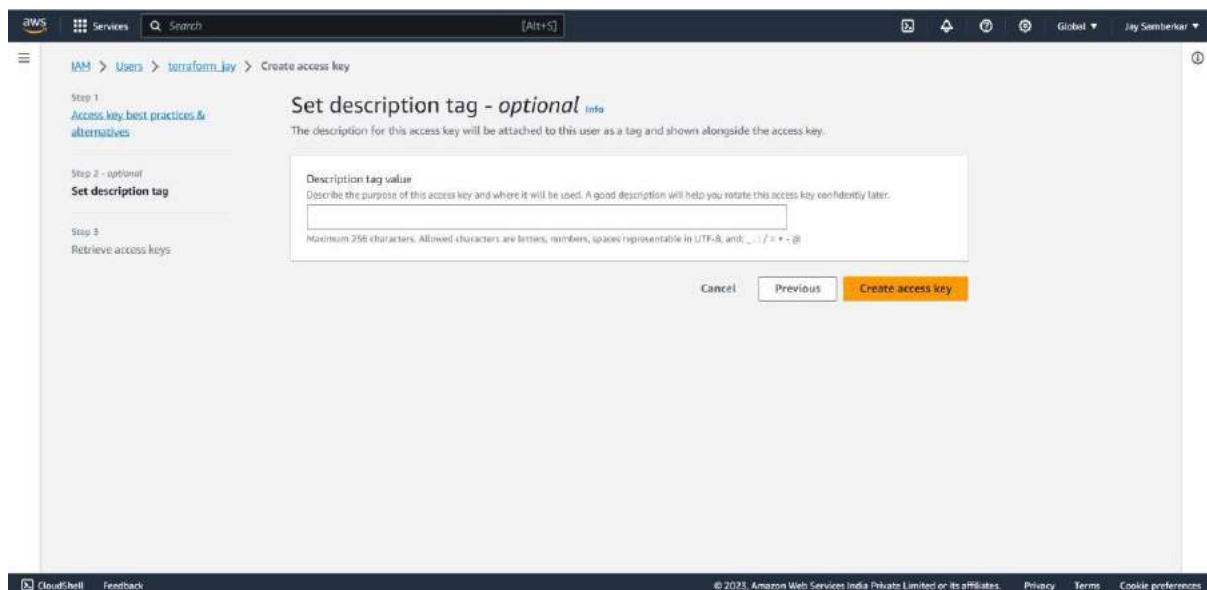 aws
Services
Search
[Alt+S]
Global ▼
Jay Samberkar ▼
IAM > Users > terraform_jay > Create access key
Step 1
Access key best practices &
alternatives
Step 2 - optional
Set description tag
Step 3
Retrieve access keys
Set description tag - optional Info
The description for this access key will be attached to this user as a tag and shown alongside the access key.
Description tag value
Describe the purpose of this access key and where it will be used. A good description will help you rotate this access key confidently later.
Maximum 256 characters. Allowed characters are letters, numbers, spaces representable in UTF-8, and: _ . : / = + - @
Cancel
Previous
Create access key
CloudShell
Feedback
© 2023, Amazon Web Services India Private Limited or its affiliates.
Privacy
Terms
Cookie preferences